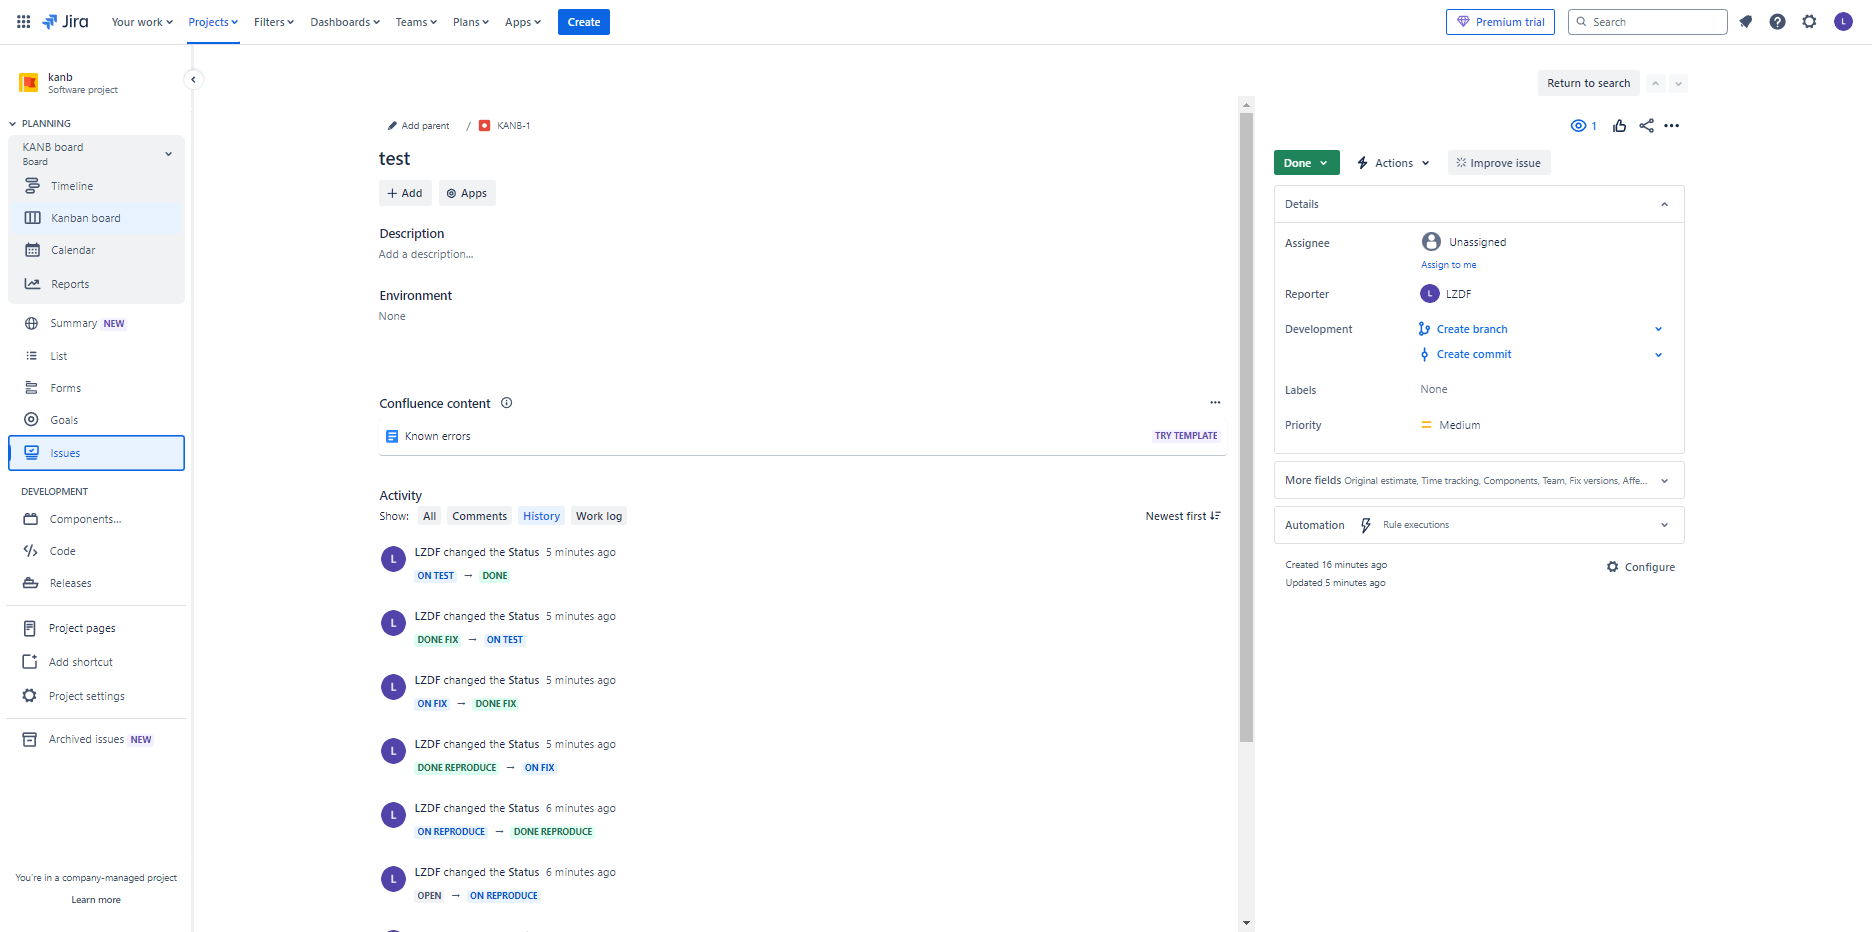 Jira Your work Projects Filters Dashboards Teams Plans Apps Create Premium trial Search L
kanb
Software project
PLANNING
KANB board
Board
Timeline
Kanban board
Calendar
Reports
Summary NEW
List
Forms
Goals
Issues
DEVELOPMENT
Components...
Code
Releases
Project pages
Add shortcut
Project settings
Archived issues NEW
You're in a company-managed project
Learn more
Return to search
Add parent / KANB-1
test
+ Add Apps
Description
Add a description...
Environment
None
Confluence content
Known errors TRY TEMPLATE
Activity
Show: All Comments History Work log Newest first
L LZDF changed the Status 5 minutes ago
ON TEST → DONE
L LZDF changed the Status 5 minutes ago
DONE FIX → ON TEST
L LZDF changed the Status 5 minutes ago
ON FIX → DONE FIX
L LZDF changed the Status 5 minutes ago
DONE REPRODUCE → ON FIX
L LZDF changed the Status 6 minutes ago
ON REPRODUCE → DONE REPRODUCE
L LZDF changed the Status 6 minutes ago
OPEN → ON REPRODUCE
1
Done Actions Improve issue
Details
Assignee Unassigned
Assign to me
Reporter L LZDF
Development Create branch
Create commit
Labels None
Priority Medium
More fields Original estimate, Time tracking, Components, Team, Fix versions, Affe...
Automation Rule executions
Created 16 minutes ago Configure
Updated 5 minutes ago